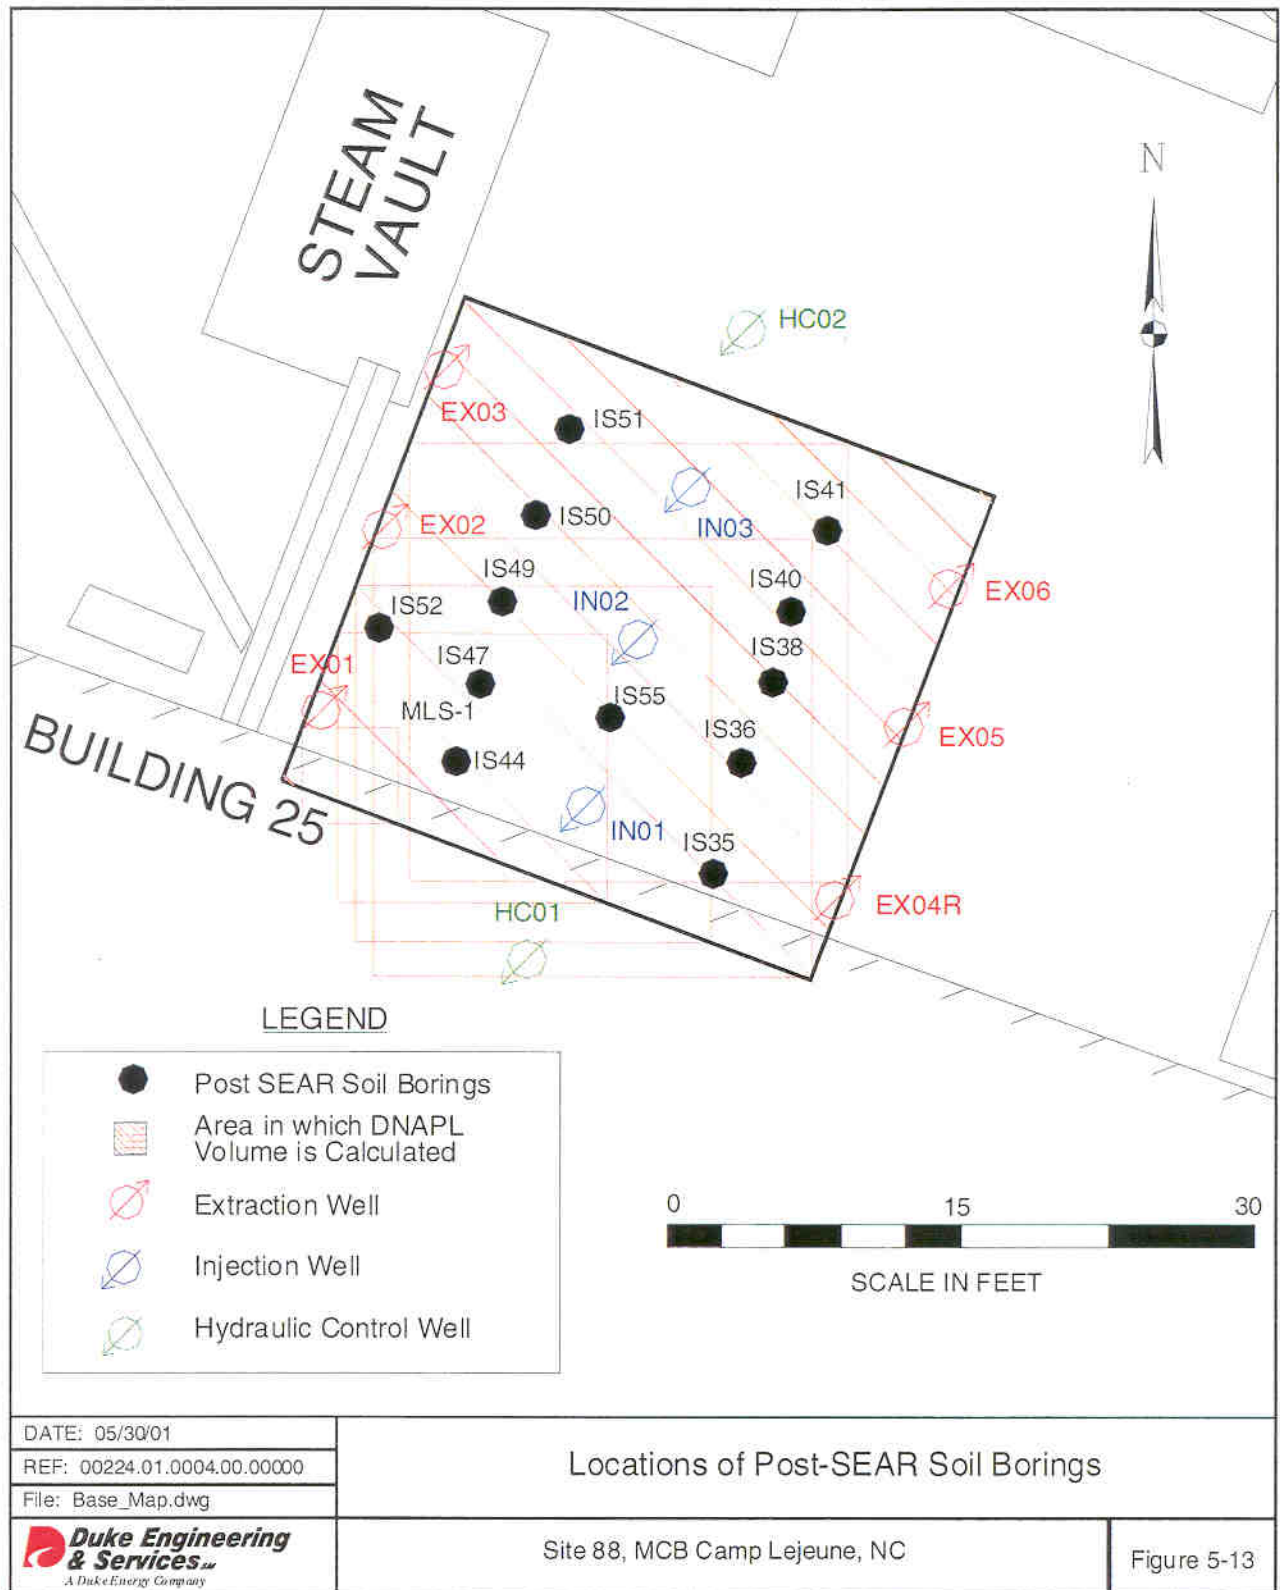 STEAM
VAULT
N
HC02
EX03
IS51
IS41
IN03
IS50
EX02
IS49
IS40
EX06
IN02
IS52
IS38
IS47
EX01
IS55
MLS-1
IS36
EX05
IS44
BUILDING 25
IN01
IS35
EX04R
HC01
LEGEND
Post SEAR Soil Borings
Area in which DNAPL
Volume is Calculated
Extraction Well
Injection Well
Hydraulic Control Well
0 15 30
SCALE IN FEET
DATE: 05/30/01
REF: 00224.01.0004.00.00000
File: Base_Map.dwg
Locations of Post-SEAR Soil Borings
Duke Engineering
& Services℠
A Duke Energy Company
Site 88, MCB Camp Lejeune, NC
Figure 5-13